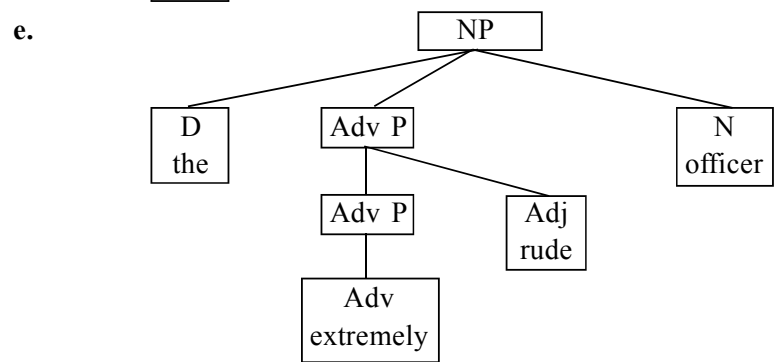 e.
NP
D
the
Adv P
N
officer
Adv P
Adj
rude
Adv
extremely